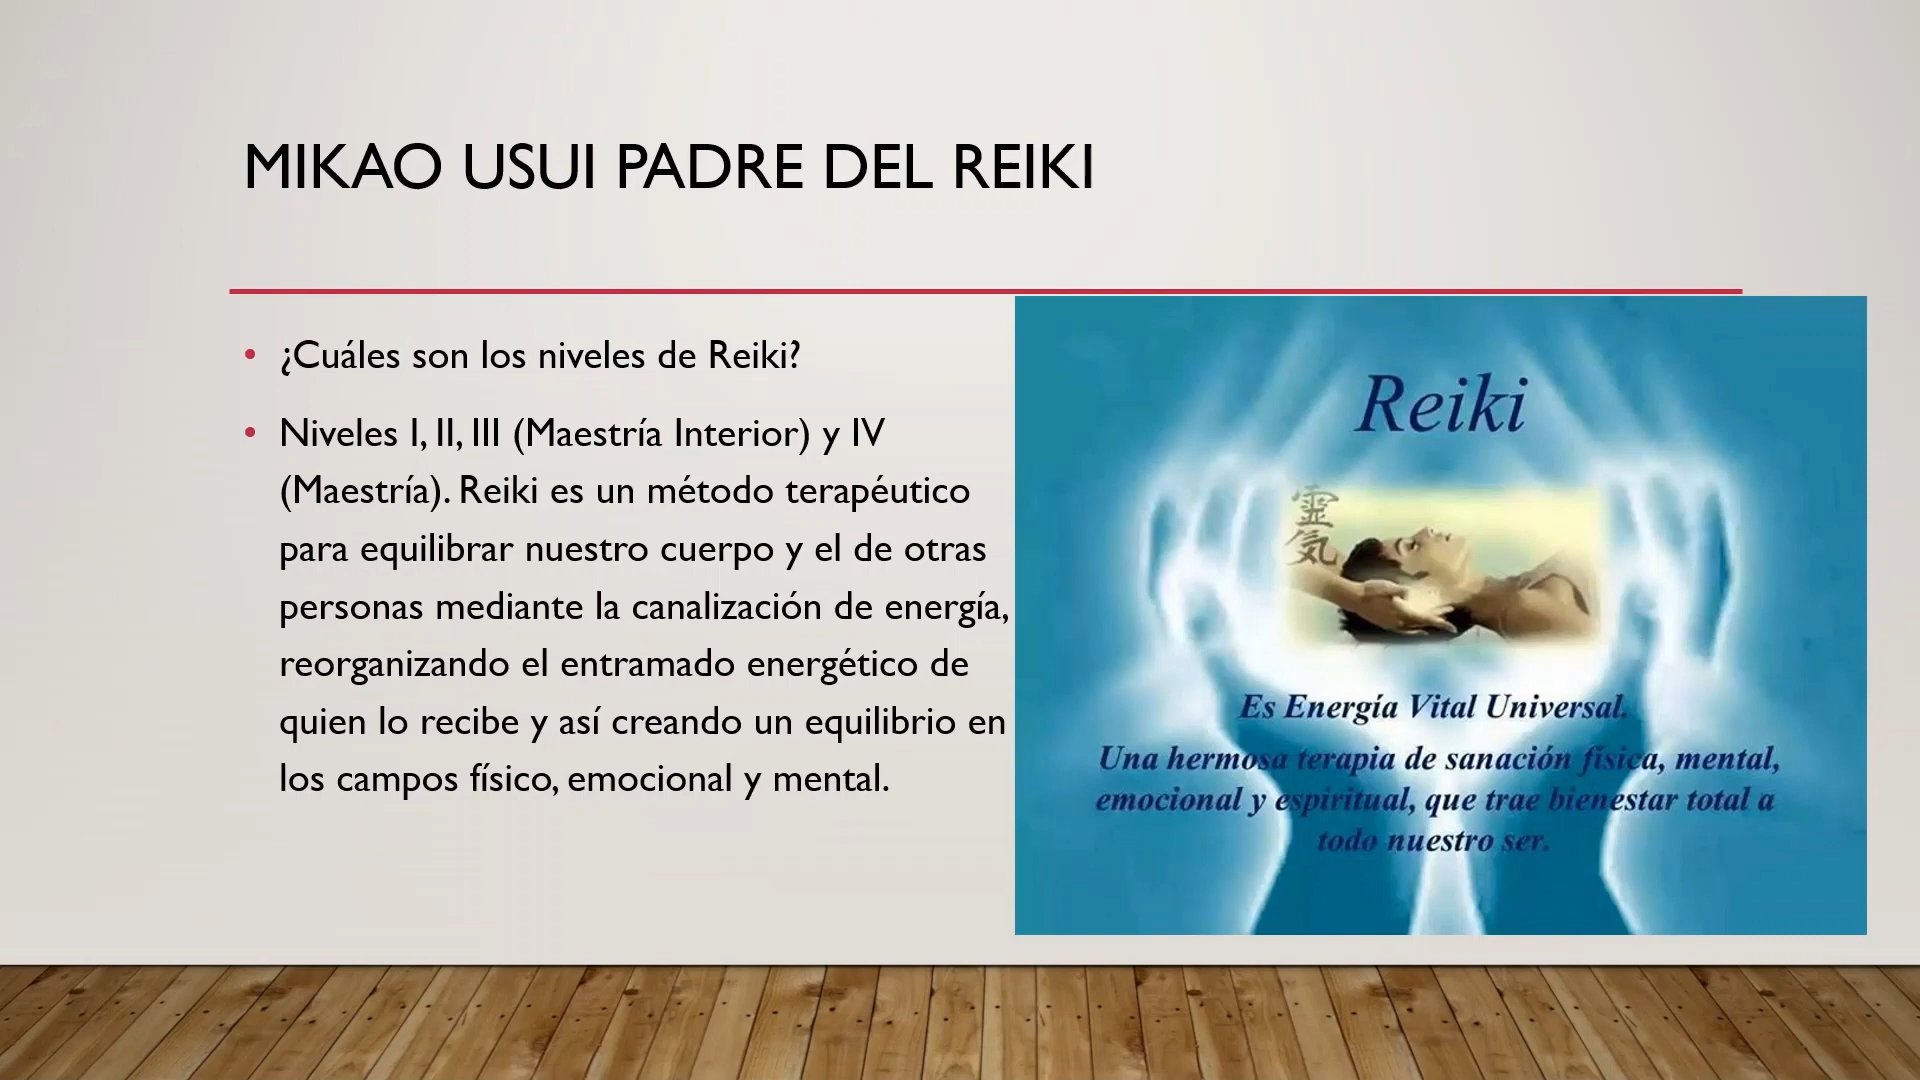 MIKAO USUI PADRE DEL REIKI
• ¿Cuáles son los niveles de Reiki?
• Niveles I, II, III (Maestría Interior) y IV
(Maestría). Reiki es un método terapéutico
para equilibrar nuestro cuerpo y el de otras
personas mediante la canalización de energía,
reorganizando el entramado energético de
quien lo recibe y así creando un equilibrio en
los campos físico, emocional y mental.
Reiki
靈
気
Es Energía Vital Universal.
Una hermosa terapia de sanación física, mental,
emocional y espiritual, que trae bienestar total a
todo nuestro ser.